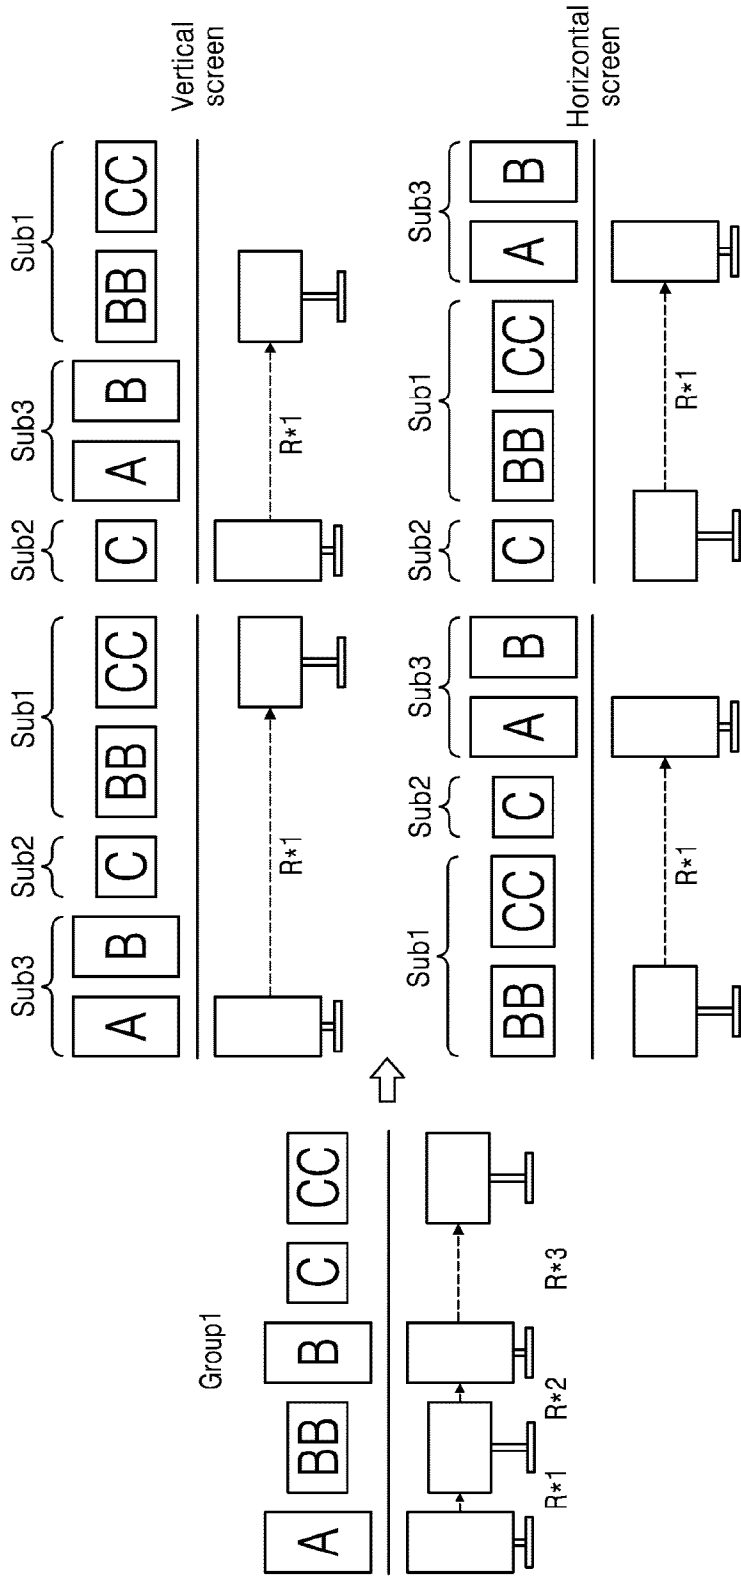 Group1
A BB B C CC
R*1 R*2 R*3
Sub3 Sub2 Sub1
A B C BB CC
R*1
Sub2 Sub3 Sub1
C A B BB CC
R*1
Vertical
screen
Sub1 Sub2 Sub3
BB CC C A B
R*1
Sub2 Sub1 Sub3
C BB CC A B
R*1
Horizontal
screen